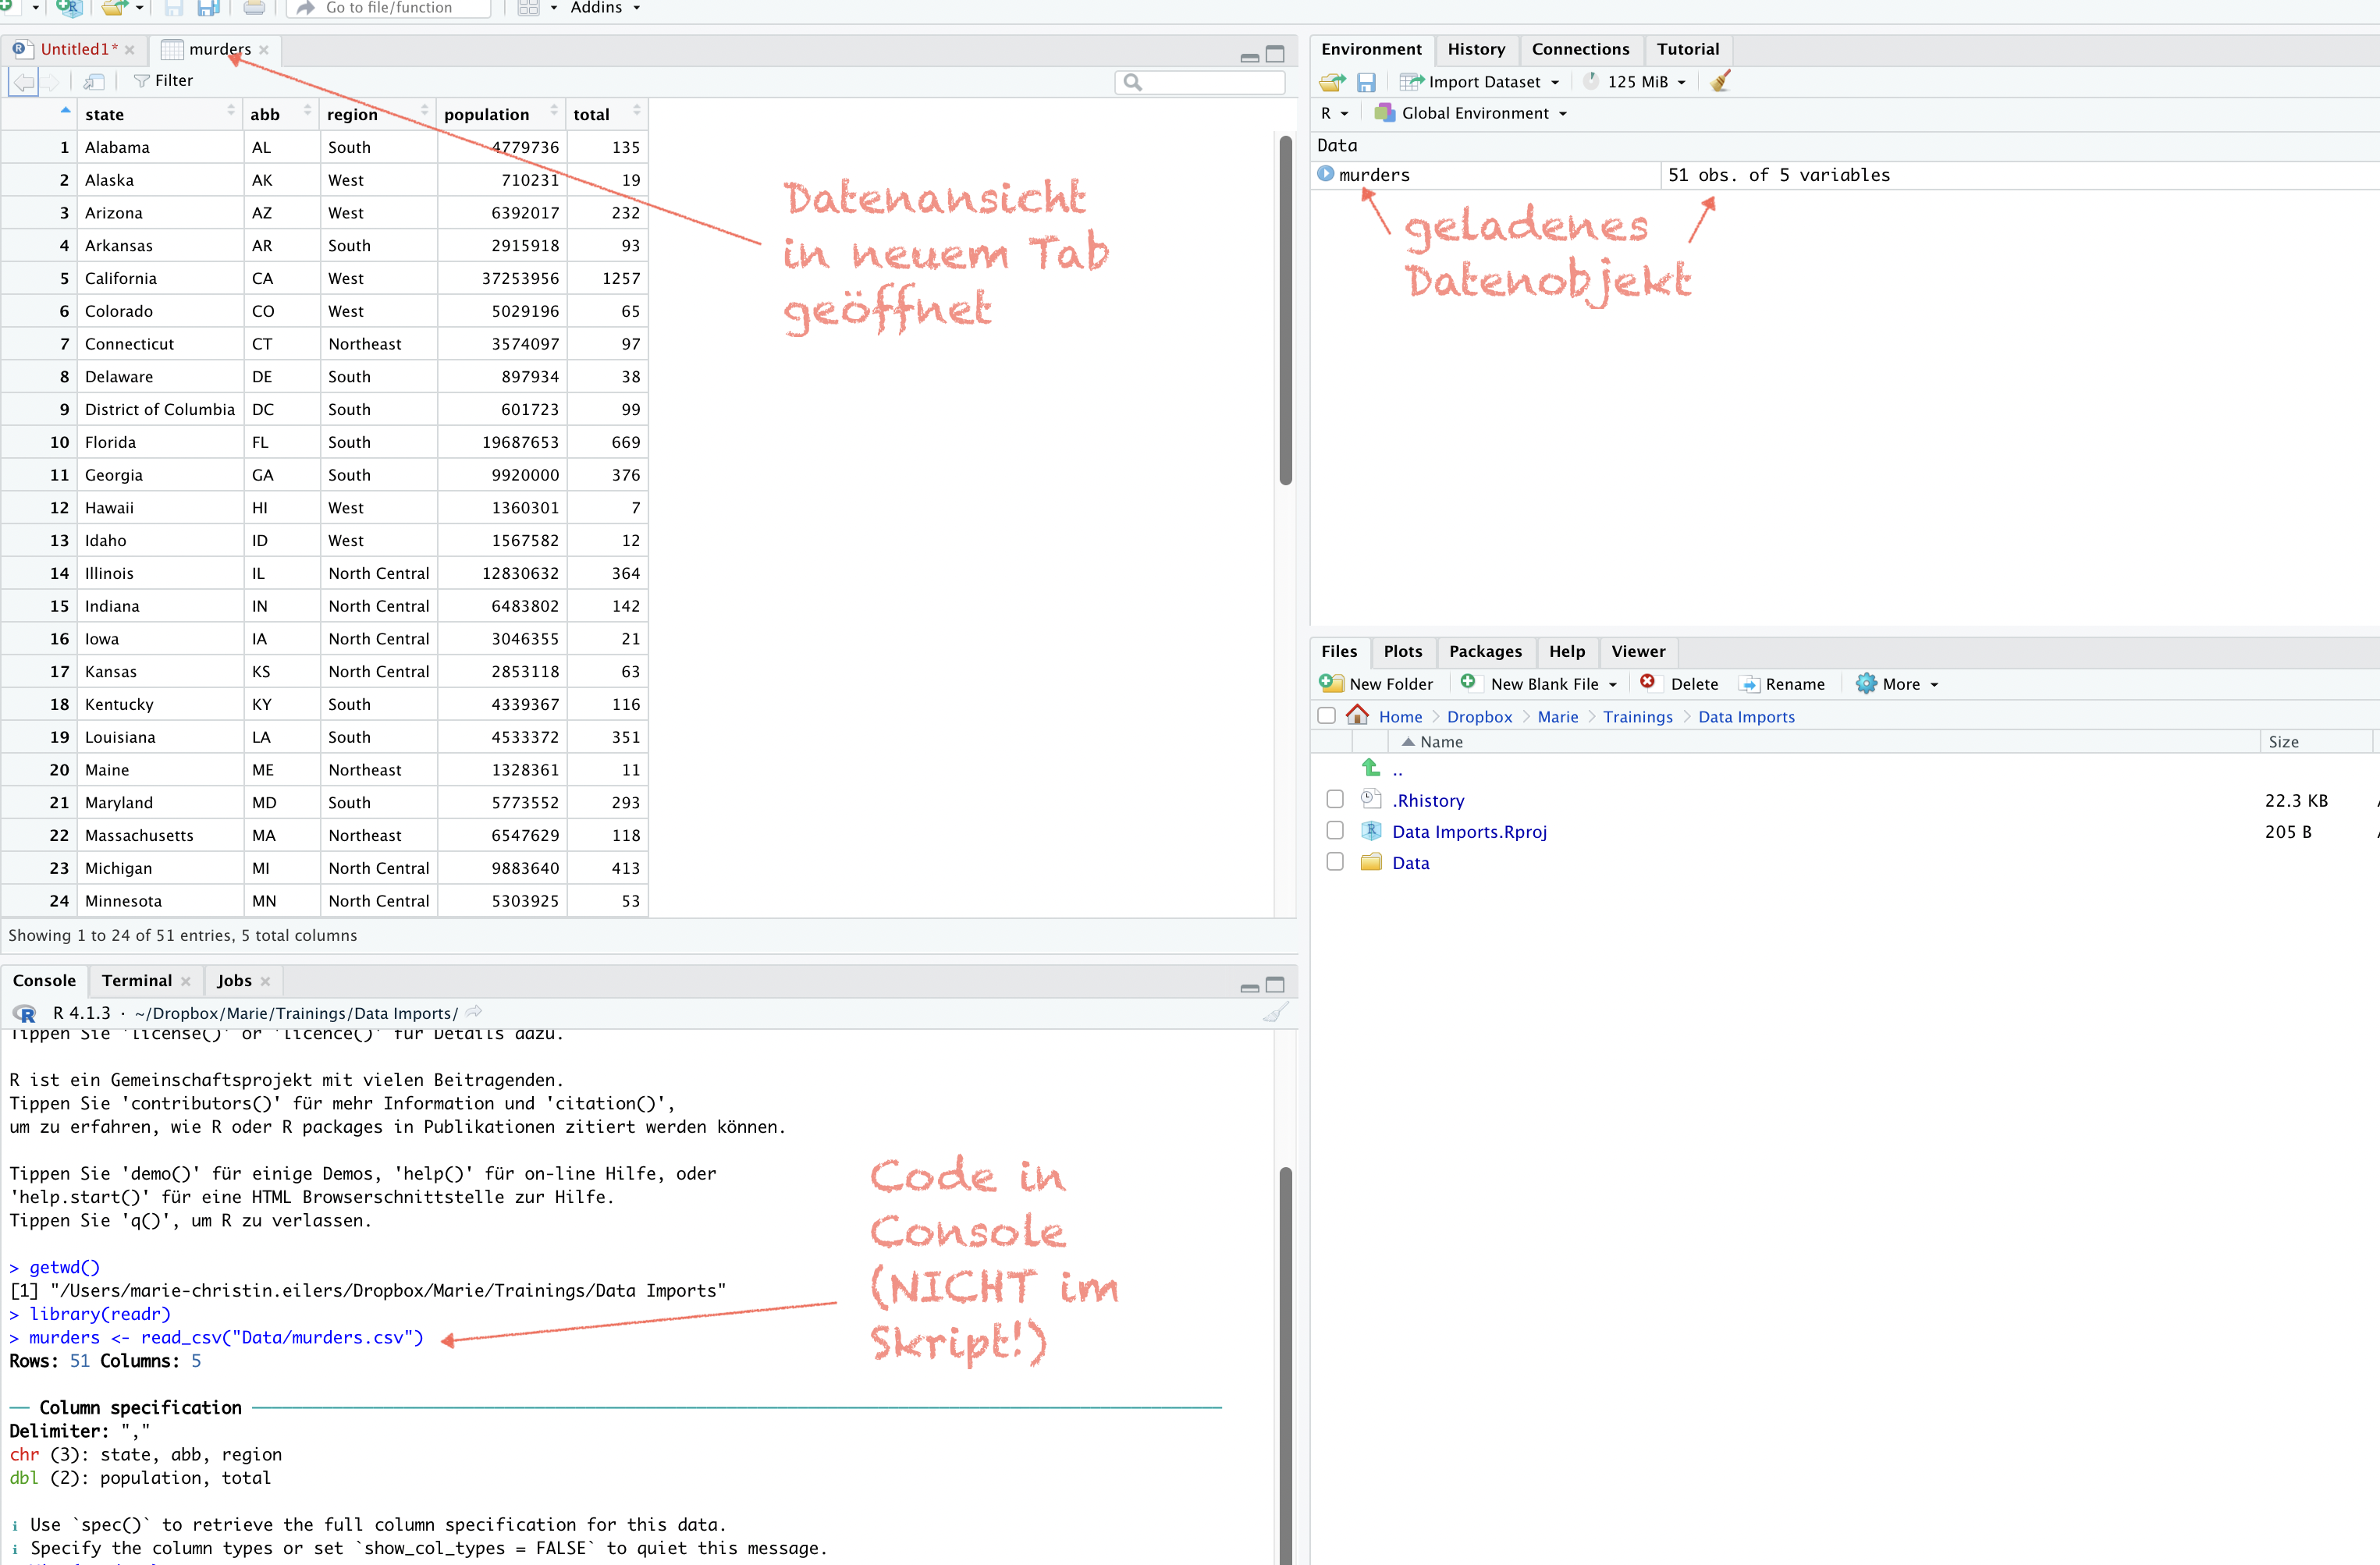 Go to file/function Addins
Untitled1* murders
Filter
state abb region population total
1 Alabama AL South 4779736 135
2 Alaska AK West 710231 19
3 Arizona AZ West 6392017 232
4 Arkansas AR South 2915918 93
5 California CA West 37253956 1257
6 Colorado CO West 5029196 65
7 Connecticut CT Northeast 3574097 97
8 Delaware DE South 897934 38
9 District of Columbia DC South 601723 99
10 Florida FL South 19687653 669
11 Georgia GA South 9920000 376
12 Hawaii HI West 1360301 7
13 Idaho ID West 1567582 12
14 Illinois IL North Central 12830632 364
15 Indiana IN North Central 6483802 142
16 Iowa IA North Central 3046355 21
17 Kansas KS North Central 2853118 63
18 Kentucky KY South 4339367 116
19 Louisiana LA South 4533372 351
20 Maine ME Northeast 1328361 11
21 Maryland MD South 5773552 293
22 Massachusetts MA Northeast 6547629 118
23 Michigan MI North Central 9883640 413
24 Minnesota MN North Central 5303925 53
Showing 1 to 24 of 51 entries, 5 total columns
Datenansicht
in neuem Tab
geöffnet
Environment History Connections Tutorial
Import Dataset 125 MiB
R Global Environment
Data
murders 51 obs. of 5 variables
geladenes
Datenobjekt
Files Plots Packages Help Viewer
New Folder New Blank File Delete Rename More
Home Dropbox Marie Trainings Data Imports
Name Size
..
.Rhistory 22.3 KB
Data Imports.Rproj 205 B
Data
Console Terminal Jobs
R 4.1.3 · ~/Dropbox/Marie/Trainings/Data Imports/
Tippen Sie 'license()' or 'licence()' für Details dazu.
R ist ein Gemeinschaftsprojekt mit vielen Beitragenden.
Tippen Sie 'contributors()' für mehr Information und 'citation()',
um zu erfahren, wie R oder R packages in Publikationen zitiert werden können.
Tippen Sie 'demo()' für einige Demos, 'help()' für on-line Hilfe, oder
'help.start()' für eine HTML Browserschnittstelle zur Hilfe.
Tippen Sie 'q()', um R zu verlassen.
> getwd()
[1] "/Users/marie-christin.eilers/Dropbox/Marie/Trainings/Data Imports"
> library(readr)
> murders <- read_csv("Data/murders.csv")
Rows: 51 Columns: 5
Column specification
Delimiter: ","
chr (3): state, abb, region
dbl (2): population, total
i Use `spec()` to retrieve the full column specification for this data.
i Specify the column types or set `show_col_types = FALSE` to quiet this message.
Code in
Console
(NICHT im
Skript!)